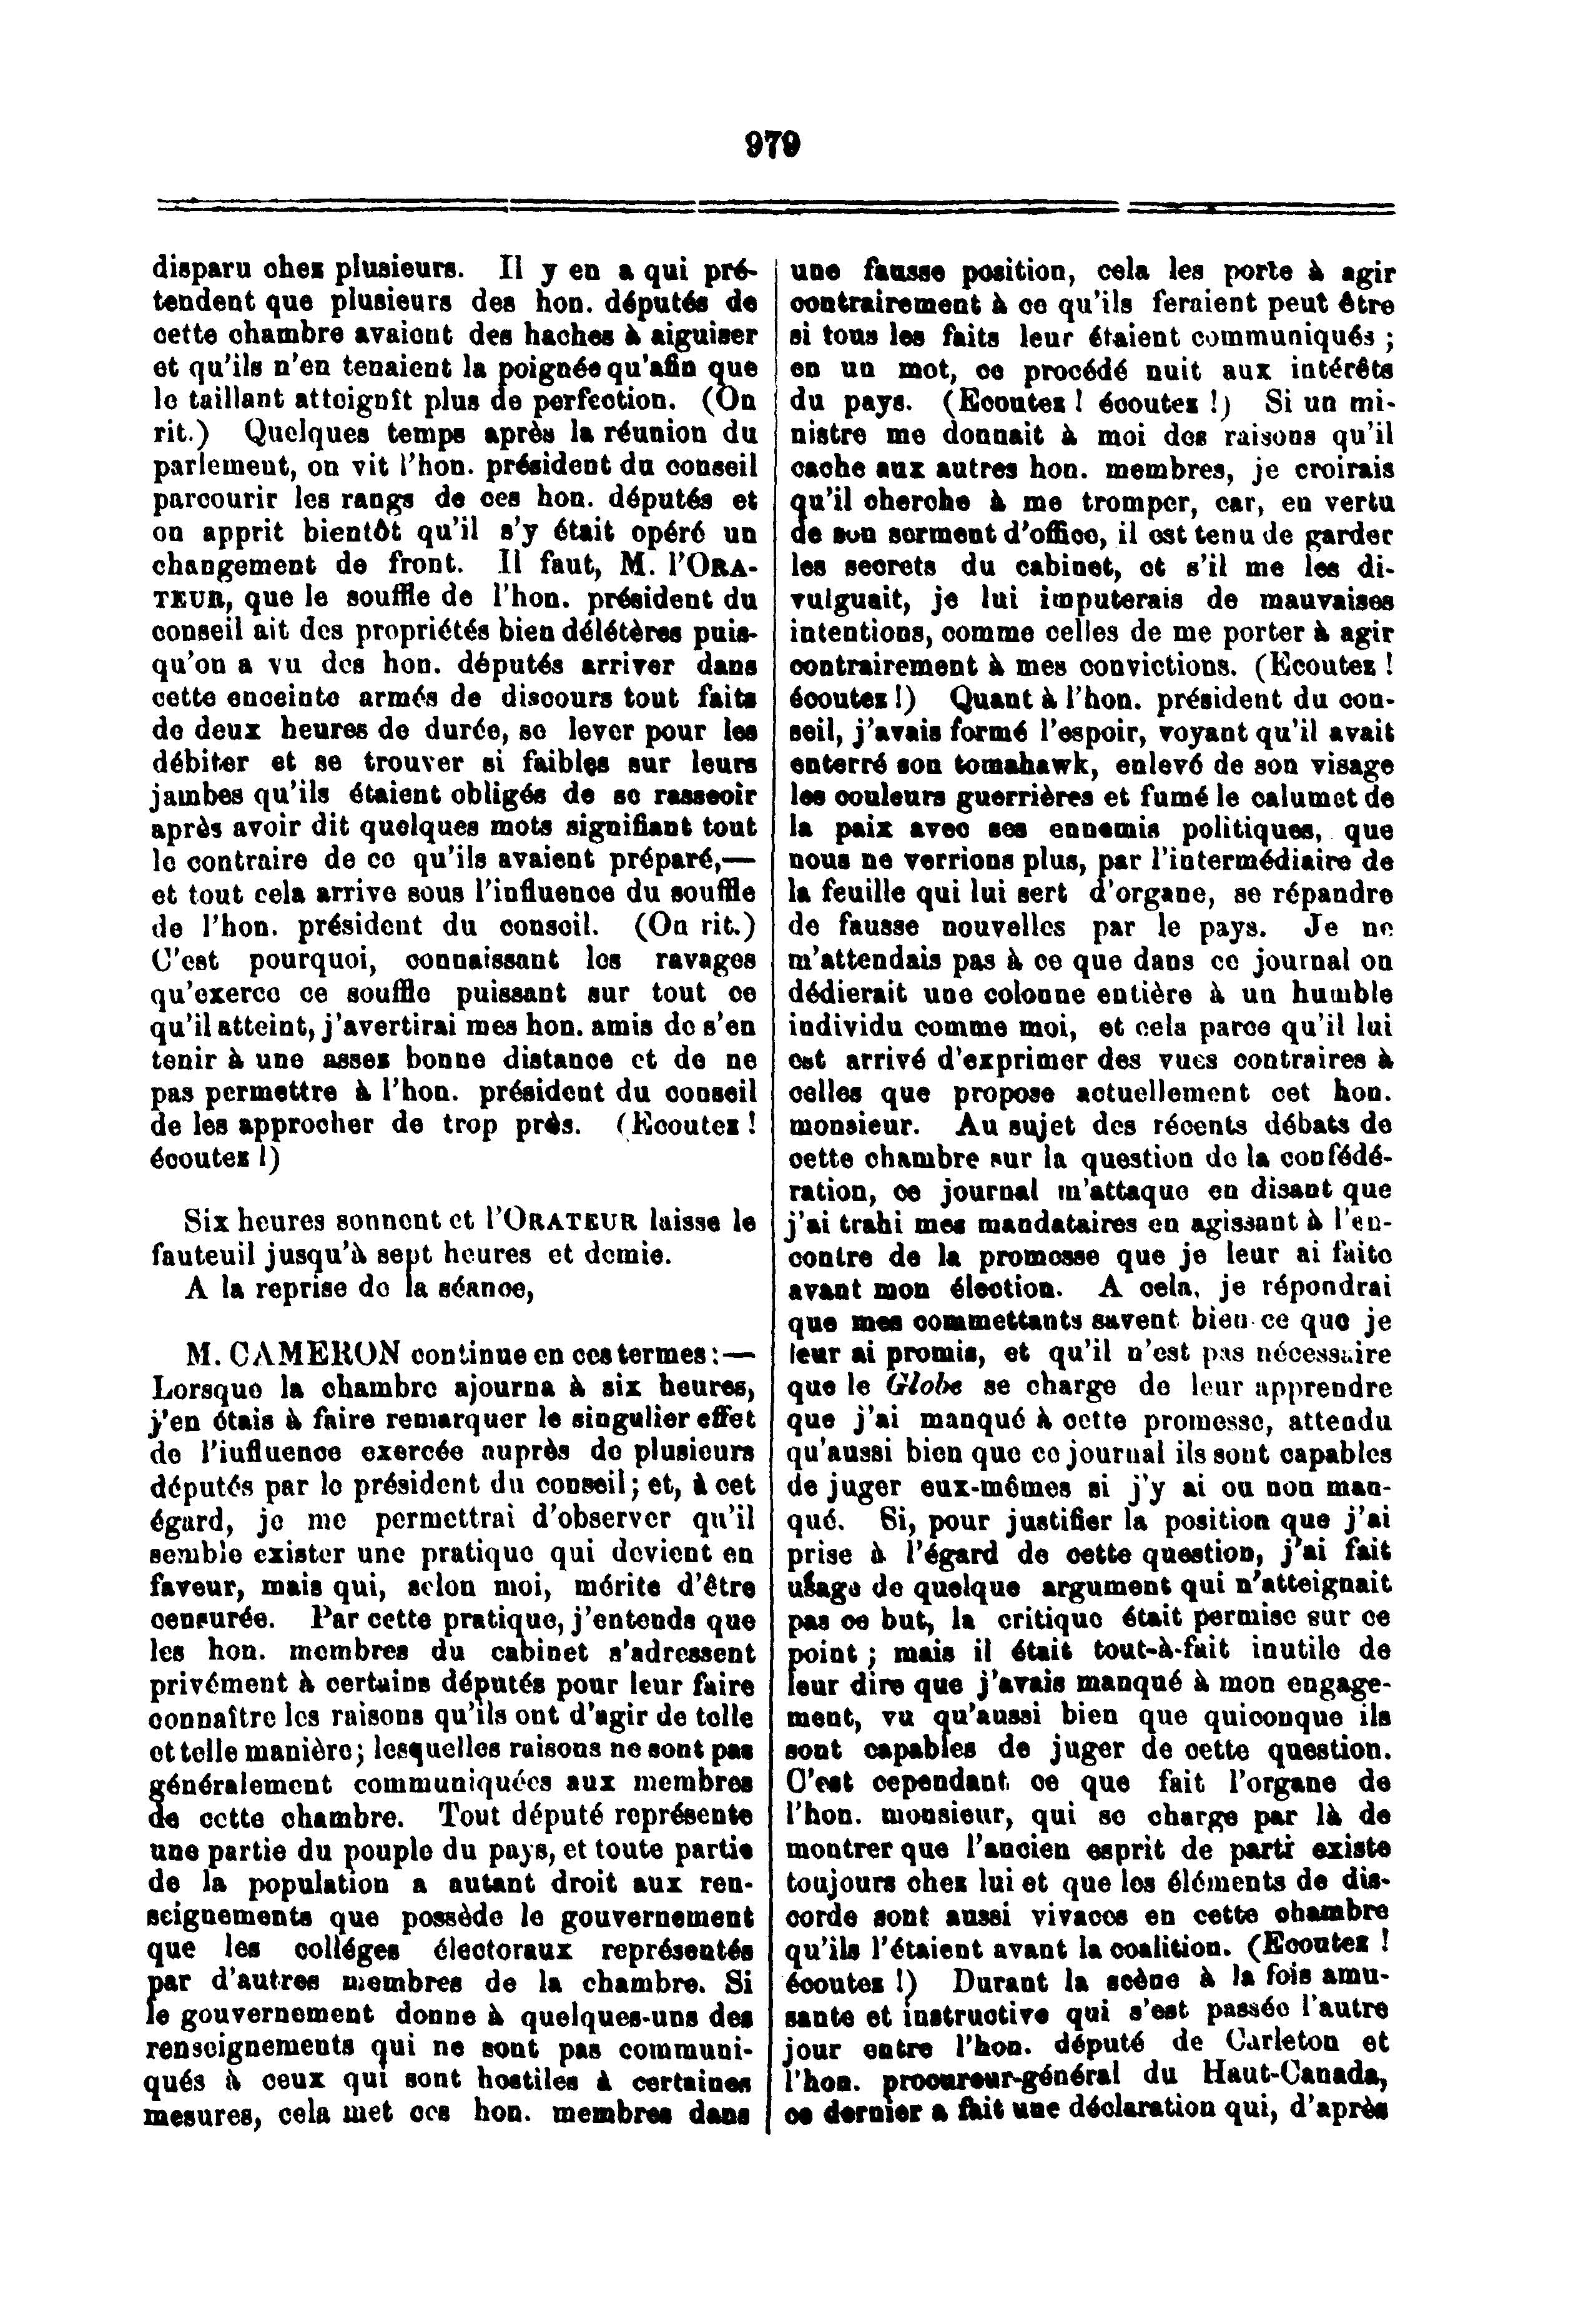 979
disparu chez plusieurs. Il y en a qui pré-
tendent que plusieurs des hon. députés de
cette chambre avaient des haches à aiguiser
et qu'ils n'en tenaient la poignée qu'afin que
le taillant atteignît plus de perfection. (On
rit.) Quelques temps après la réunion du
parlement, on vit l'hon. président du conseil
parcourir les rangs de ces hon. députés et
on apprit bientôt qu'il s'y était opéré un
changement de front. Il faut, M. l'ORA-
TEUR, que le souffle de l'hon. président du
conseil ait des propriétés bien délétères puis-
qu'on a vu des hon. députés arriver dans
cette enceinte armés de discours tout faits
de deux heures de durée, se lever pour les
débiter et se trouver si faibles sur leurs
jambes qu'ils étaient obligés de se rasseoir
après avoir dit quelques mots signifiant tout
le contraire de ce qu'ils avaient préparé,—
et tout cela arrive sous l'influence du souffle
de l'hon. président du conseil. (On rit.)
C'est pourquoi, connaissant les ravages
qu'exerce ce souffle puissant sur tout ce
qu'il atteint, j'avertirai mes hon. amis de s'en
tenir à une assez bonne distance et de ne
pas permettre à l'hon. président du conseil
de les approcher de trop près. (Ecoutez !
écoutez !)
Six heures sonnent et l'ORATEUR laisse le
fauteuil jusqu'à sept heures et demie.
A la reprise de la séance,
M. CAMERON continue en ces termes :—
Lorsque la chambre ajourna à six heures,
j'en étais à faire remarquer le singulier effet
de l'influence exercée auprès de plusieurs
députés par le président du conseil ; et, à cet
égard, je me permettrai d'observer qu'il
semble exister une pratique qui devient en
faveur, mais qui, selon moi, mérite d'être
censurée. Par cette pratique, j'entends que
les hon. membres du cabinet s'adressent
privément à certains députés pour leur faire
connaître les raisons qu'ils ont d'agir de telle
et telle manière ; lesquelles raisons ne sont pas
généralement communiquées aux membres
de cette chambre. Tout député représente
une partie du peuple du pays, et toute partie
de la population a autant droit aux ren-
seignements que possède le gouvernement
que les colléges électoraux représentés
par d'autres membres de la chambre. Si
le gouvernement donne à quelques-uns des
renseignements qui ne sont pas communi-
qués à ceux qui sont hostiles à certaines
mesures, cela met ces hon. membres dans
une fausse position, cela les porte à agir
contrairement à ce qu'ils feraient peut être
si tous les faits leur étaient communiqués ;
en un mot, ce procédé nuit aux intérêts
du pays. (Ecoutez ! écoutez !) Si un mi-
nistre me donnait à moi des raisons qu'il
cache aux autres hon. membres, je croirais
qu'il cherche à me tromper, car, en vertu
de son serment d'office, il est tenu de garder
les secrets du cabinet, et s'il me les di-
vulguait, je lui imputerais de mauvaises
intentions, comme celles de me porter à agir
contrairement à mes convictions. (Ecoutez !
écoutez !) Quant à l'hon. président du con-
seil, j'avais formé l'espoir, voyant qu'il avait
enterré son tomahawk, enlevé de son visage
les couleurs guerrières et fumé le calumet de
la paix avec ses ennemis politiques, que
nous ne verrions plus, par l'intermédiaire de
la feuille qui lui sert d'organe, se répandre
de fausse nouvelles par le pays. Je ne
m'attendais pas à ce que dans ce journal on
dédierait une colonne entière à un humble
individu comme moi, et cela parce qu'il lui
est arrivé d'exprimer des vues contraires à
celles que propose actuellement cet hon.
monsieur. Au sujet des récents débats de
cette chambre sur la question de la confédé-
ration, ce journal m'attaque en disant que
j'ai trahi mes mandataires en agissant à l'en-
contre de la promesse que je leur ai faite
avant mon élection. A cela, je répondrai
que mes commettants savent bien ce que je
leur ai promis, et qu'il n'est pas nécessaire
que le Globe se charge de leur apprendre
que j'ai manqué à cette promesse, attendu
qu'aussi bien que ce journal ils sont capables
de juger eux-mêmes si j'y ai ou non man-
qué. Si, pour justifier la position que j'ai
prise à l'égard de cette question, j'ai fait
usage de quelque argument qui n'atteignait
pas ce but, la critique était permise sur ce
point ; mais il était tout-à-fait inutile de
leur dire que j'avais manqué à mon engage-
ment, vu qu'aussi bien que quiconque ils
sont capables de juger de cette question.
C'est cependant ce que fait l'organe de
l'hon. monsieur, qui se charge par là de
montrer que l'ancien esprit de parti existe
toujours chez lui et que les éléments de dis-
corde sont aussi vivaces en cette chambre
qu'ils l'étaient avant la coalition. (Ecoutez !
écoutez !) Durant la scène à la fois amu-
sante et instructive qui s'est passée l'autre
jour entre l'hon. député de Carleton et
l'hon. procureur-général du Haut-Canada,
ce dernier a fait une déclaration qui, d'après